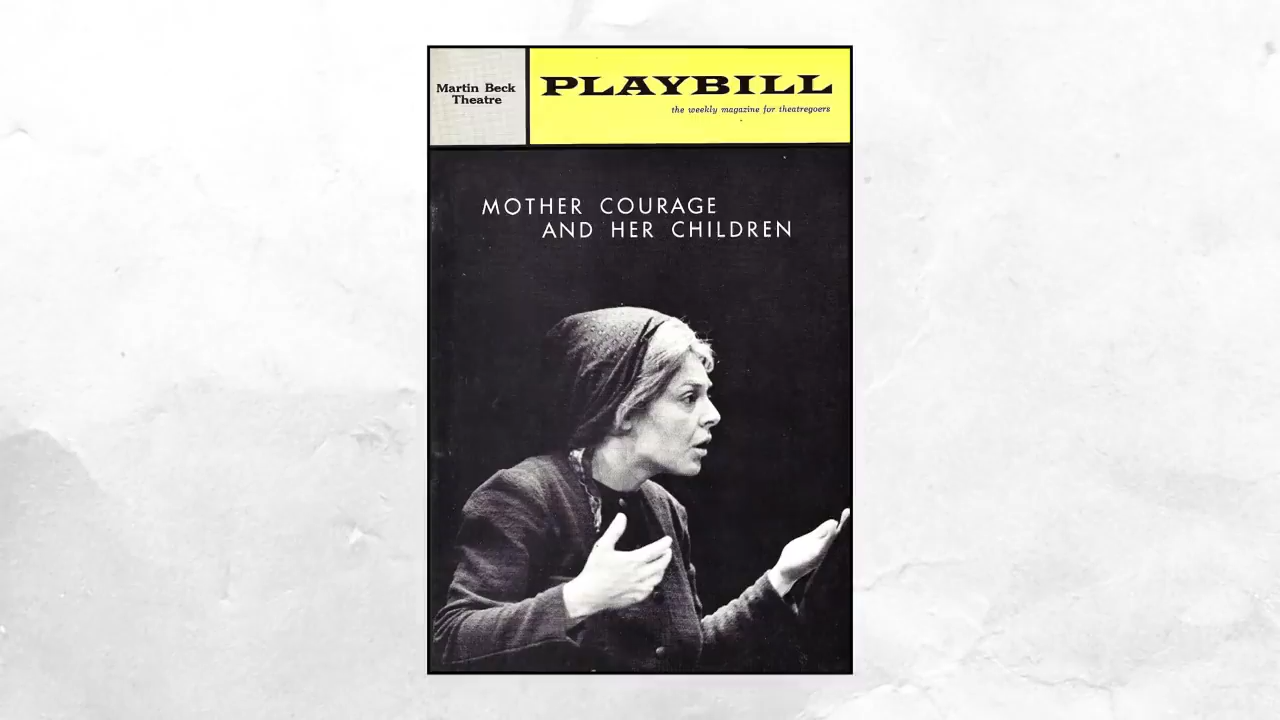 Martin Beck
Theatre
PLAYBILL
the weekly magazine for theatregoers
MOTHER COURAGE
AND HER CHILDREN